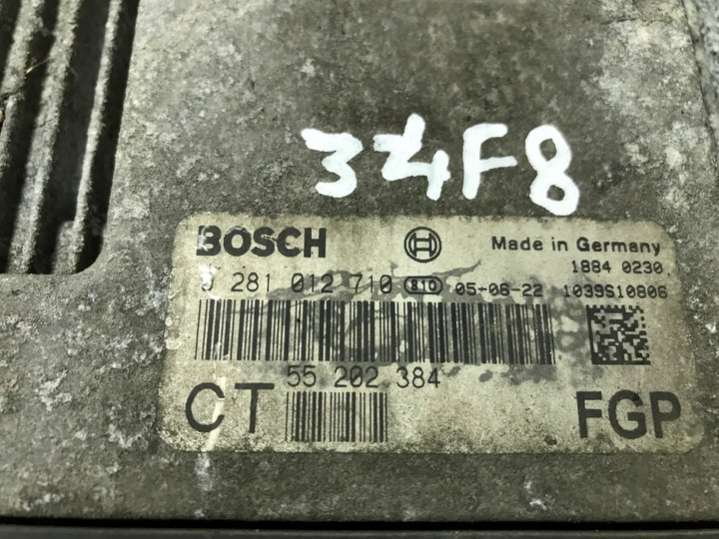 34F8
BOSCH
Made in Germany
1884 0230
0 281 012 710 810 05-06-22 1039S10806
55 202 384
CT
FGP